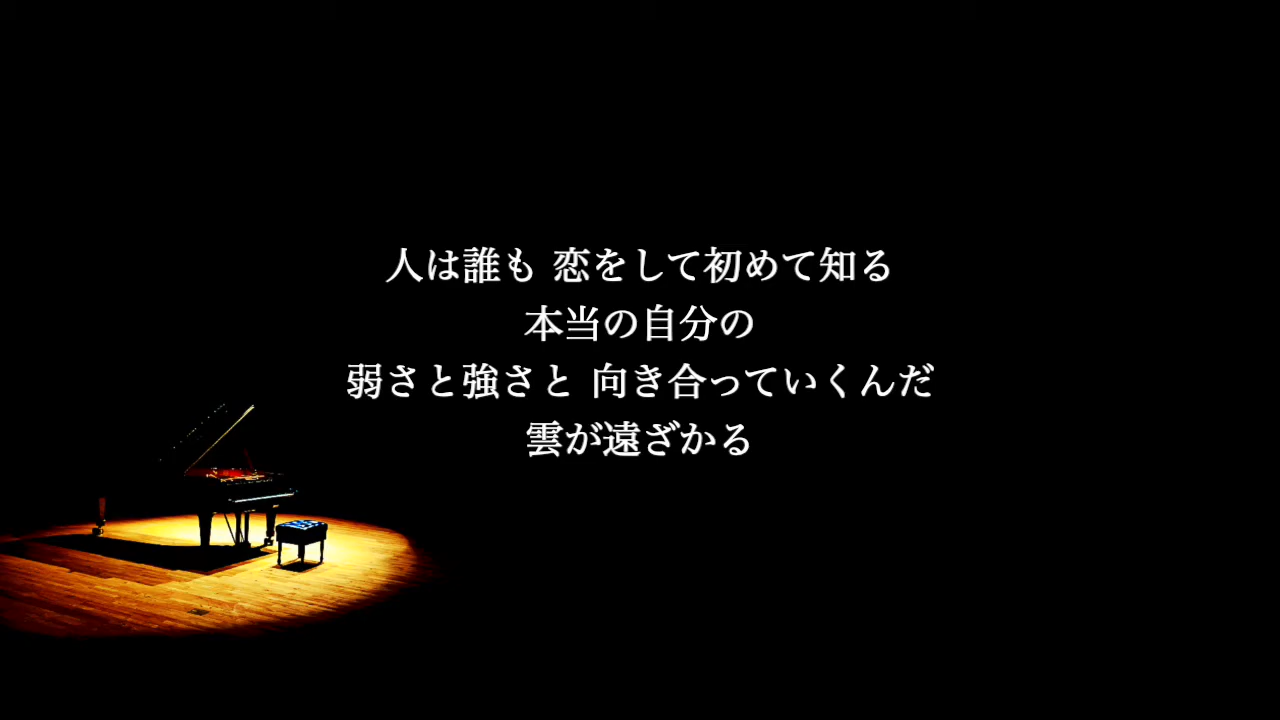 人は誰も 恋をして初めて知る
本当の自分の
弱さと強さと 向き合っていくんだ
雲が遠ざかる